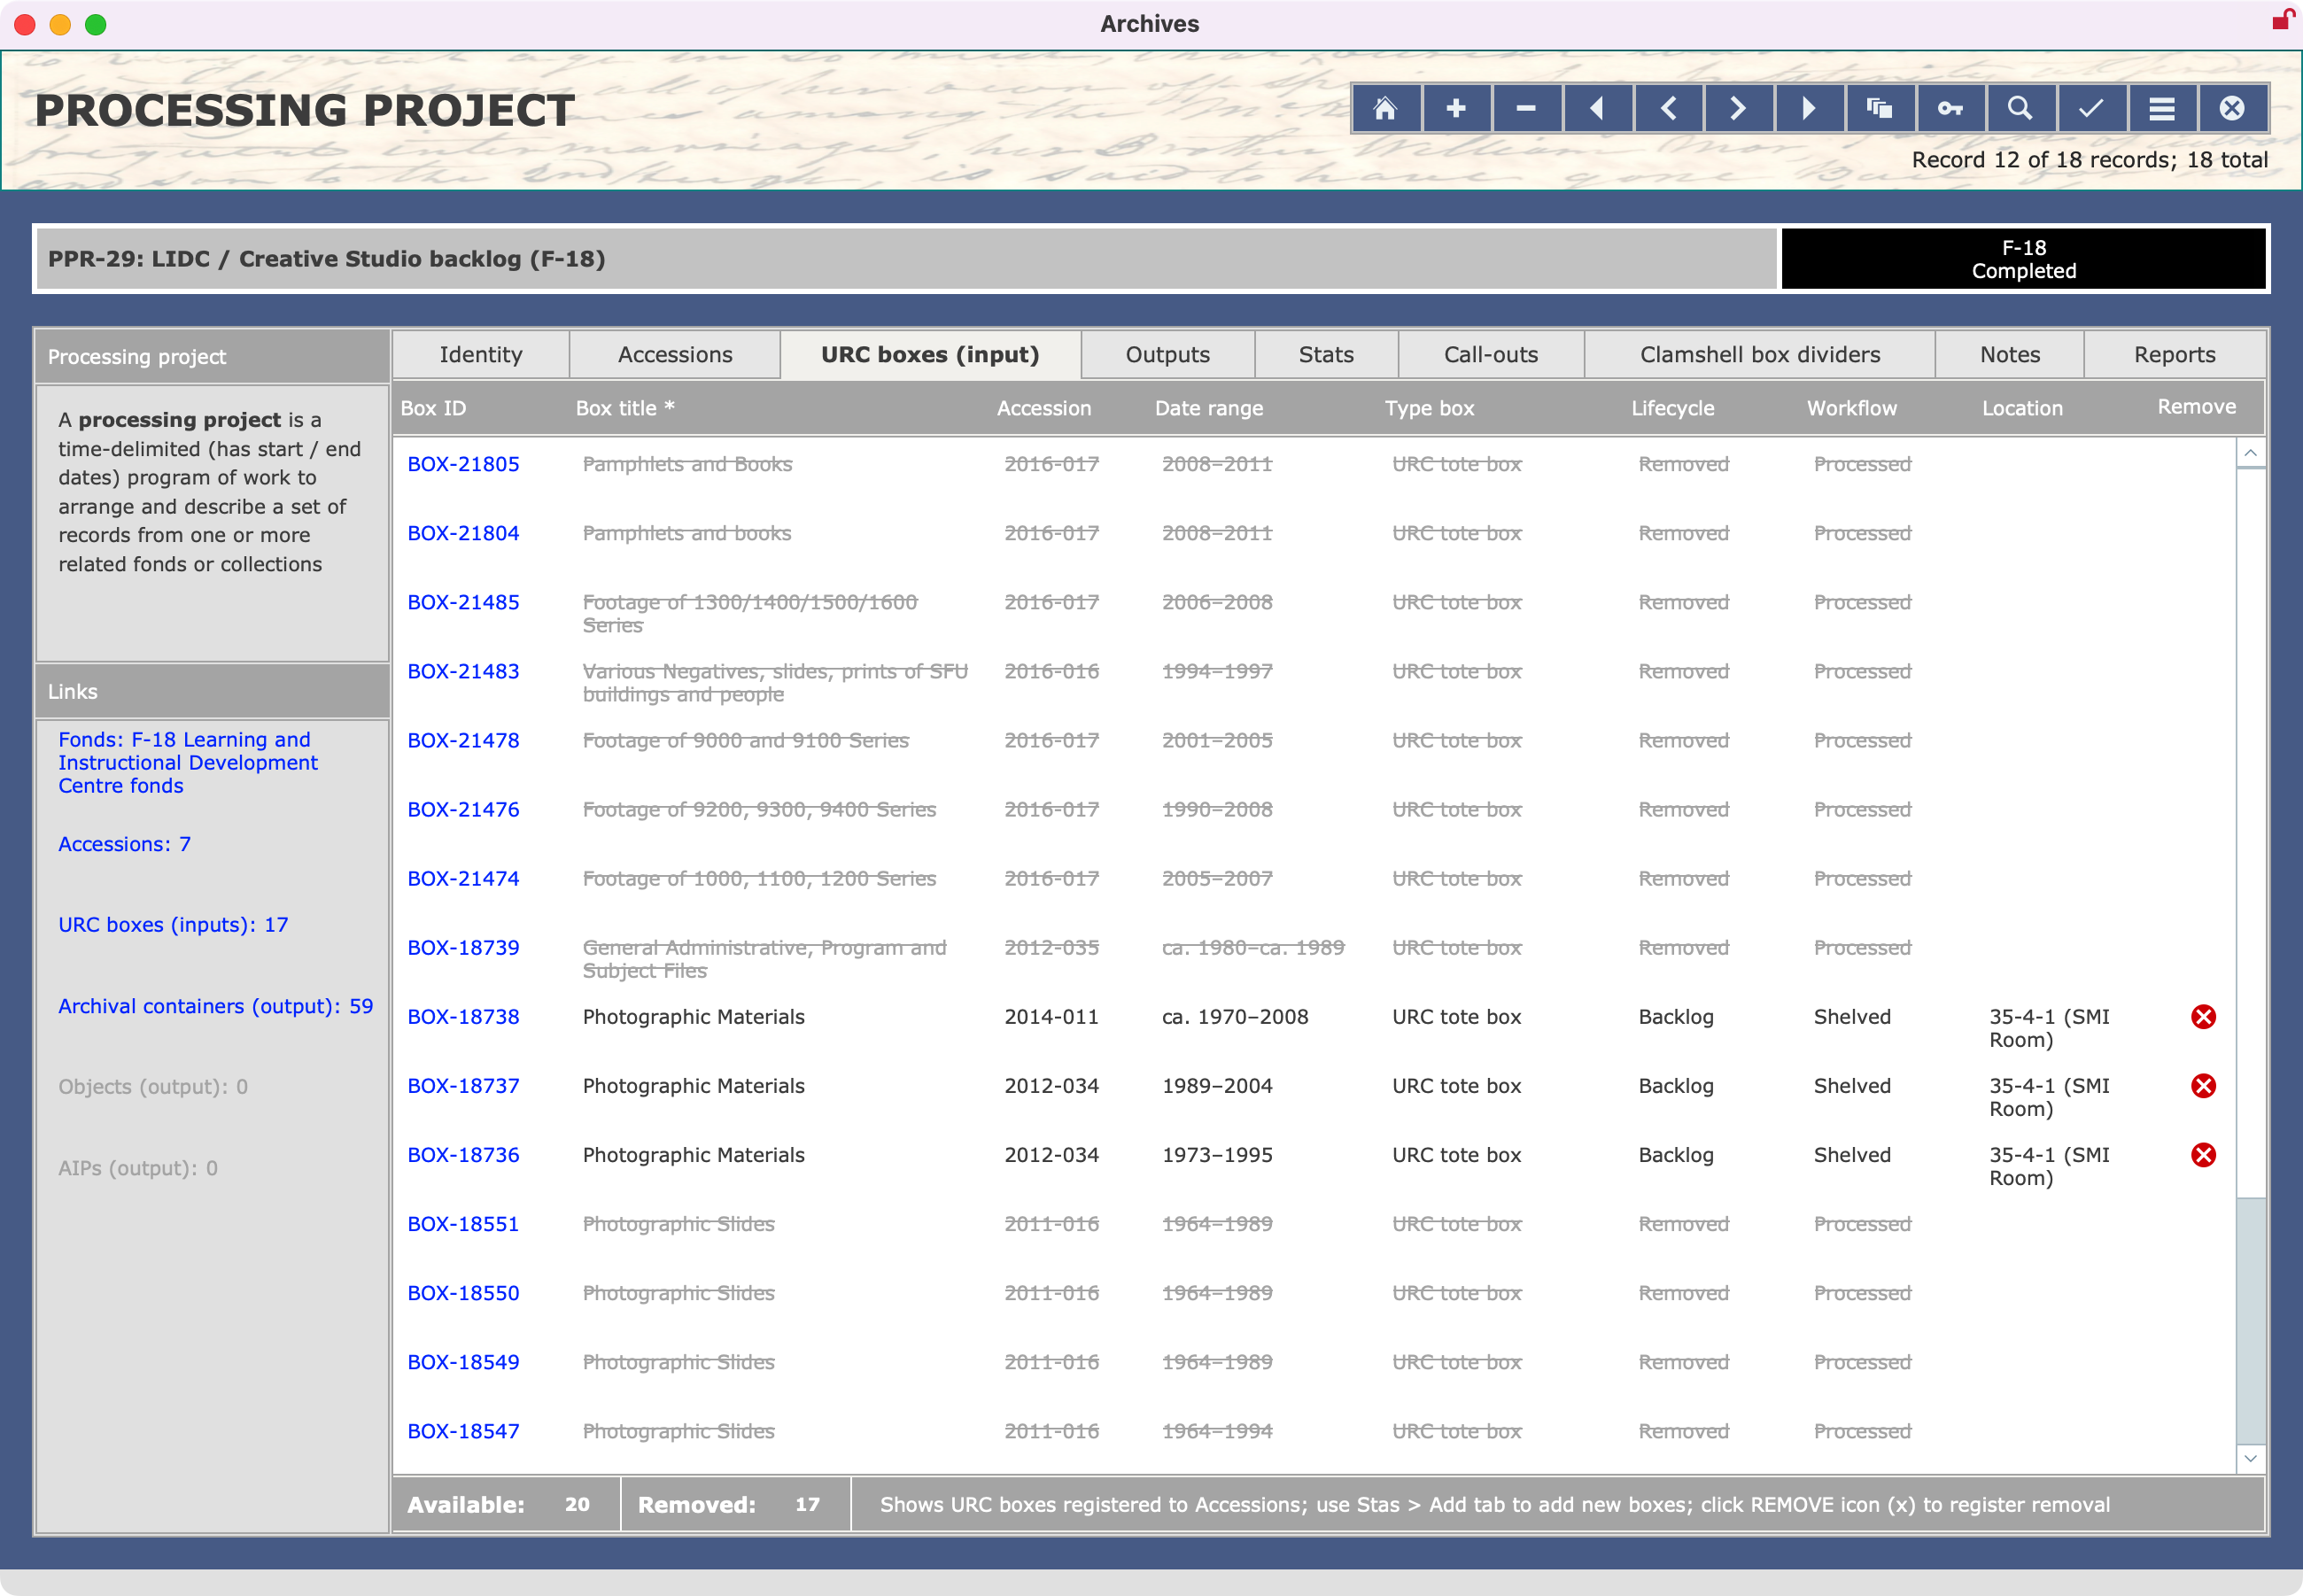 Archives
PROCESSING PROJECT
Record 12 of 18 records; 18 total
PPR-29: LIDC / Creative Studio backlog (F-18)
F-18
Completed
Processing project
A processing project is a
time-delimited (has start / end
dates) program of work to
arrange and describe a set of
records from one or more
related fonds or collections
Links
Fonds: F-18 Learning and
Instructional Development
Centre fonds
Accessions: 7
URC boxes (inputs): 17
Archival containers (output): 59
Objects (output): 0
AIPs (output): 0
Identity Accessions URC boxes (input) Outputs Stats Call-outs Clamshell box dividers Notes Reports
Box ID Box title * Accession Date range Type box Lifecycle Workflow Location Remove
BOX-21805 Pamphlets and Books 2016-017 2008–2011 URC tote box Removed Processed
BOX-21804 Pamphlets and books 2016-017 2008–2011 URC tote box Removed Processed
BOX-21485 Footage of 1300/1400/1500/1600 2016-017 2006–2008 URC tote box Removed Processed
Series
BOX-21483 Various Negatives, slides, prints of SFU 2016-016 1994–1997 URC tote box Removed Processed
buildings and people
BOX-21478 Footage of 9000 and 9100 Series 2016-017 2001–2005 URC tote box Removed Processed
BOX-21476 Footage of 9200, 9300, 9400 Series 2016-017 1990–2008 URC tote box Removed Processed
BOX-21474 Footage of 1000, 1100, 1200 Series 2016-017 2005–2007 URC tote box Removed Processed
BOX-18739 General Administrative, Program and 2012-035 ca. 1980–ca. 1989 URC tote box Removed Processed
Subject Files
BOX-18738 Photographic Materials 2014-011 ca. 1970–2008 URC tote box Backlog Shelved 35-4-1 (SMI
Room)
BOX-18737 Photographic Materials 2012-034 1989–2004 URC tote box Backlog Shelved 35-4-1 (SMI
Room)
BOX-18736 Photographic Materials 2012-034 1973–1995 URC tote box Backlog Shelved 35-4-1 (SMI
Room)
BOX-18551 Photographic Slides 2011-016 1964–1989 URC tote box Removed Processed
BOX-18550 Photographic Slides 2011-016 1964–1989 URC tote box Removed Processed
BOX-18549 Photographic Slides 2011-016 1964–1989 URC tote box Removed Processed
BOX-18547 Photographic Slides 2011-016 1964–1994 URC tote box Removed Processed
Available: 20 Removed: 17 Shows URC boxes registered to Accessions; use Stas > Add tab to add new boxes; click REMOVE icon (x) to register removal